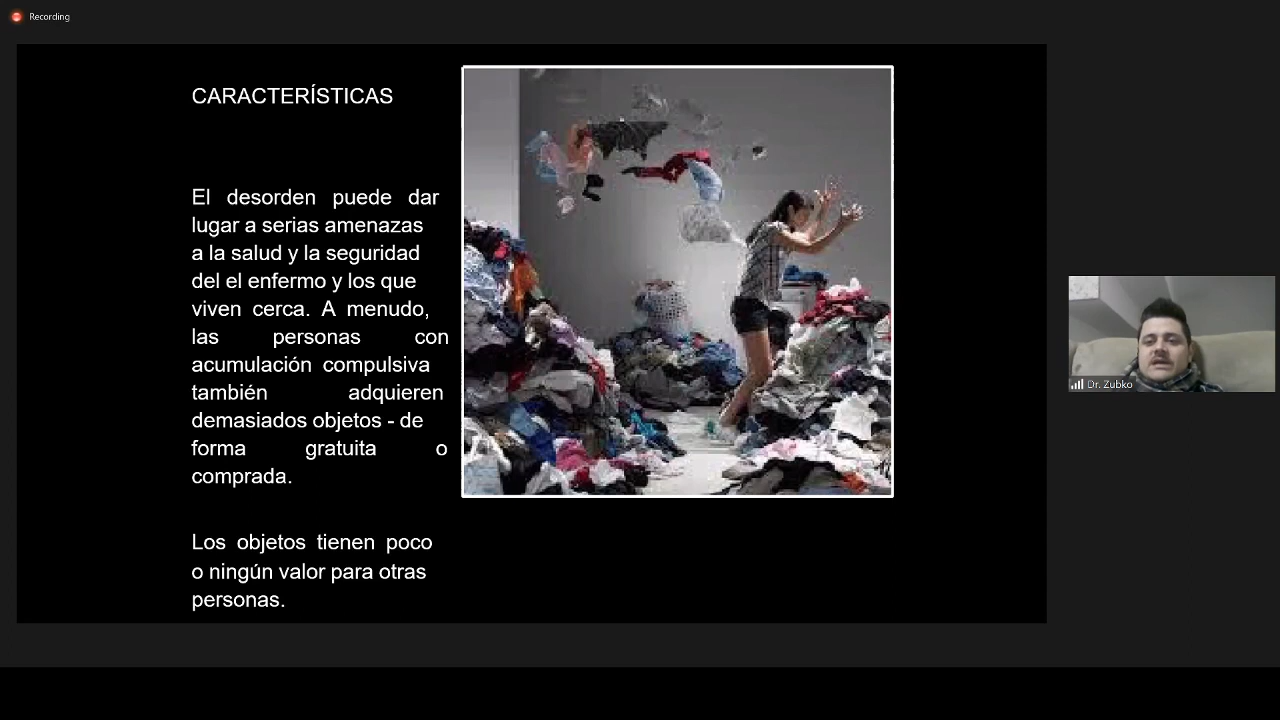 Recording
CARACTERÍSTICAS
El desorden puede dar
lugar a serias amenazas
a la salud y la seguridad
del el enfermo y los que
viven cerca. A menudo,
las personas con
acumulación compulsiva
también adquieren
demasiados objetos - de
forma gratuita o
comprada.
Los objetos tienen poco
o ningún valor para otras
personas.
Dr. Zubko